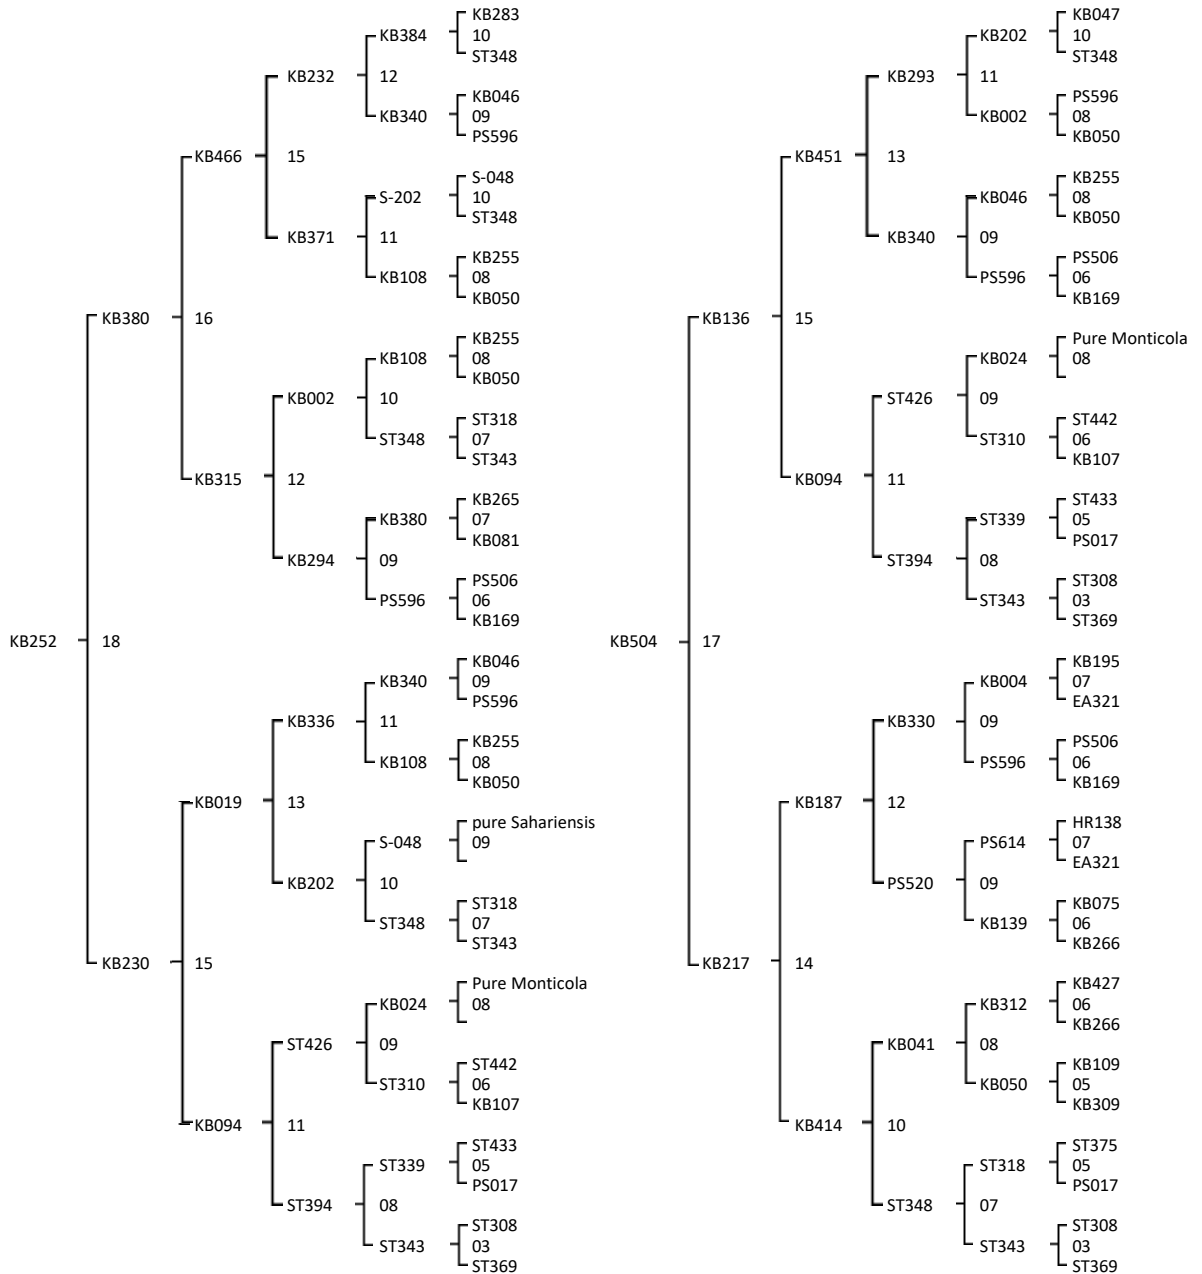 KB283
KB384 10
ST348
KB232 12
KB046
KB340 09
PS596
KB466 15
S-048
S-202 10
ST348
KB371 11
KB255
KB108 08
KB050
KB380 16
KB255
KB108 08
KB050
KB002 10
ST318
ST348 07
ST343
KB315 12
KB265
KB380 07
KB081
KB294 09
PS506
PS596 06
KB169
KB252 18
KB046
KB340 09
PS596
KB336 11
KB255
KB108 08
KB050
KB019 13
pure Sahariensis
S-048 09
KB202 10
ST318
ST348 07
ST343
KB230 15
Pure Monticola
KB024 08
ST426 09
ST442
ST310 06
KB107
KB094 11
ST433
ST339 05
PS017
ST394 08
ST308
ST343 03
ST369
KB047
KB202 10
ST348
KB293 11
PS596
KB002 08
KB050
KB451 13
KB255
KB046 08
KB050
KB340 09
PS506
PS596 06
KB169
KB136 15
Pure Monticola
KB024 08
ST426 09
ST442
ST310 06
KB107
KB094 11
ST433
ST339 05
PS017
ST394 08
ST308
ST343 03
ST369
KB504 17
KB195
KB004 07
EA321
KB330 09
PS506
PS596 06
KB169
KB187 12
HR138
PS614 07
EA321
PS520 09
KB075
KB139 06
KB266
KB217 14
KB427
KB312 06
KB266
KB041 08
KB109
KB050 05
KB309
KB414 10
ST375
ST318 05
PS017
ST348 07
ST308
ST343 03
ST369